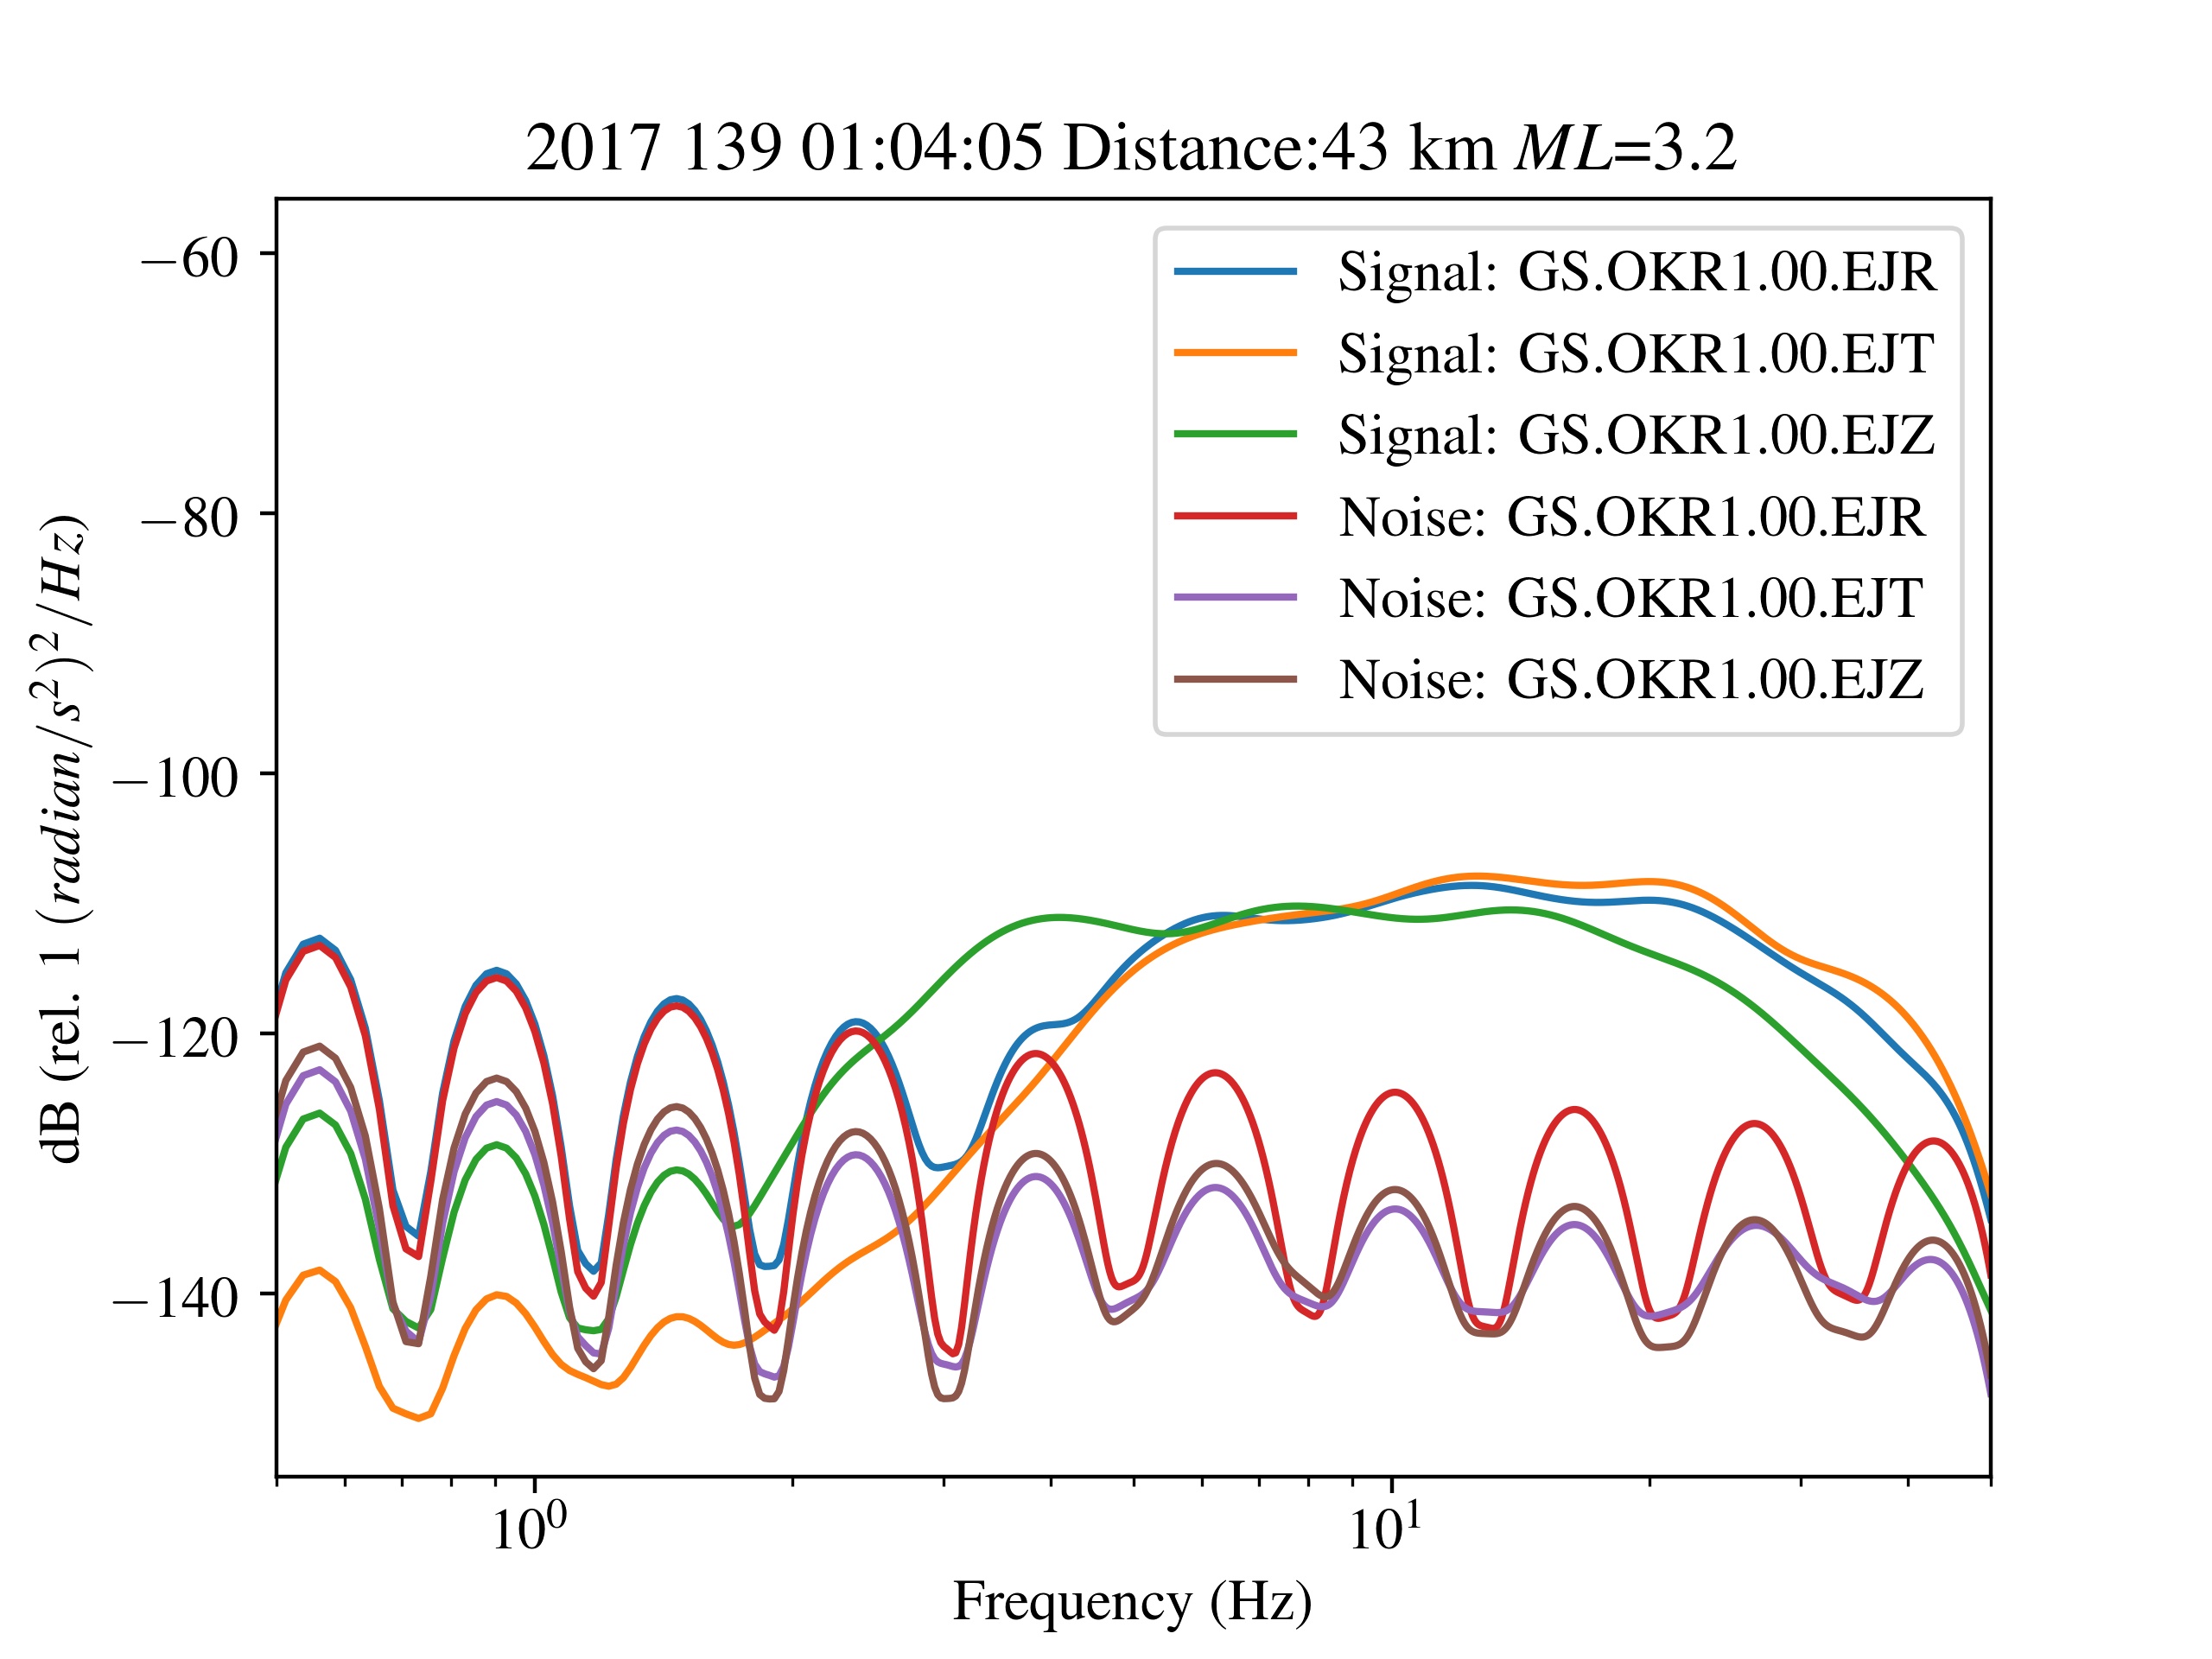 2017 139 01:04:05 Distance:43 km ML=3.2
−60
−80
−100
−120
−140
dB (rel. 1 (radian/s²)²/Hz)
Signal: GS.OKR1.00.EJR
Signal: GS.OKR1.00.EJT
Signal: GS.OKR1.00.EJZ
Noise: GS.OKR1.00.EJR
Noise: GS.OKR1.00.EJT
Noise: GS.OKR1.00.EJZ
10⁰ 10¹
Frequency (Hz)